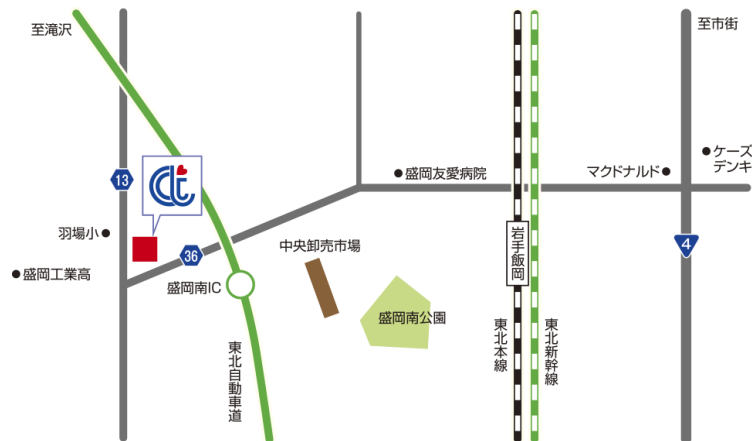 至滝沢
至市街
ケーズ
デンキ
盛岡友愛病院
マクドナルド
13
羽場小
36
中央卸売市場
岩手飯岡
4
盛岡工業高
盛岡南IC
盛岡南公園
東北自動車道
東北本線
東北新幹線